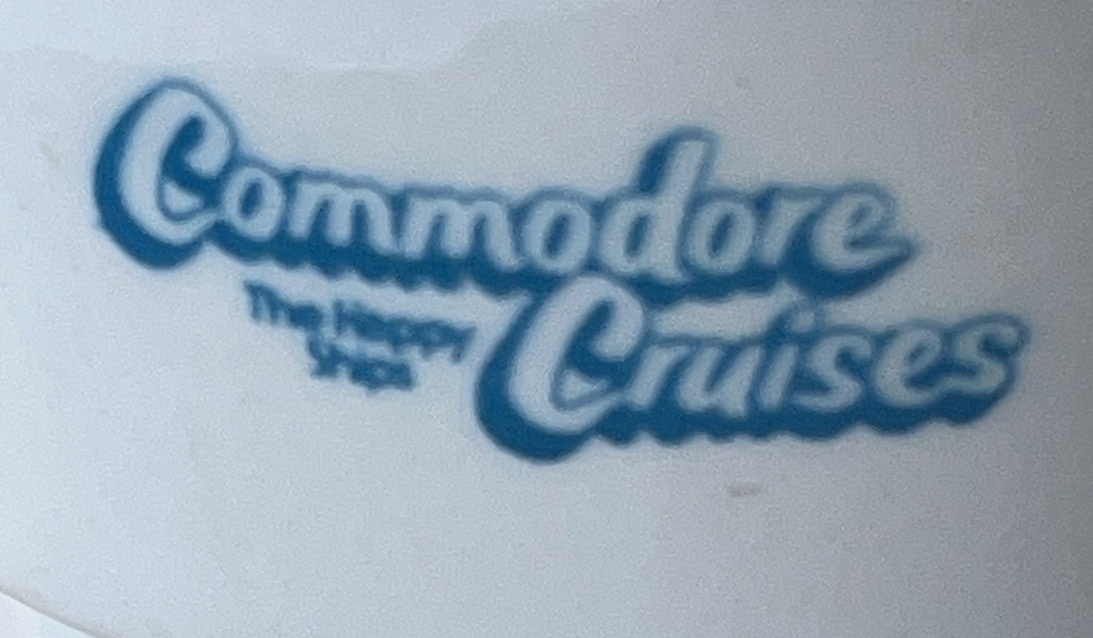 Commodore
The Happy
Ships
Cruises